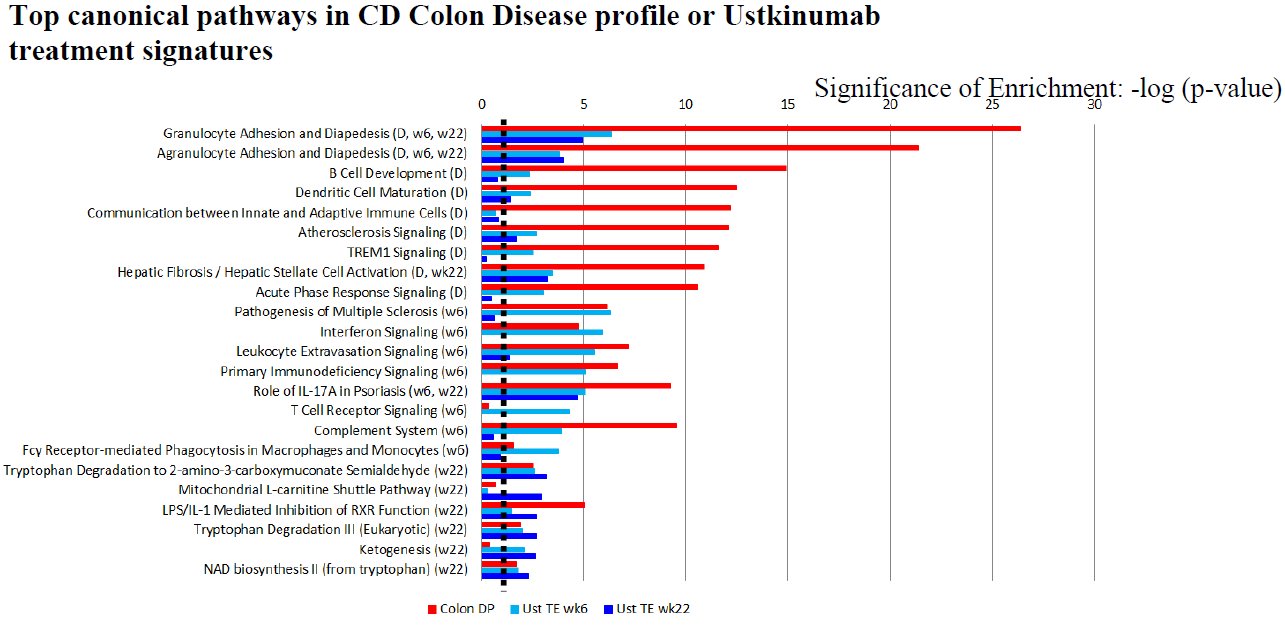 Top canonical pathways in CD Colon Disease profile or Ustkinumab
treatment signatures
Significance of Enrichment: -log (p-value)
0 5 10 15 20 25 30
Granulocyte Adhesion and Diapedesis (D, w6, w22)
Agranulocyte Adhesion and Diapedesis (D, w6, w22)
B Cell Development (D)
Dendritic Cell Maturation (D)
Communication between Innate and Adaptive Immune Cells (D)
Atherosclerosis Signaling (D)
TREM1 Signaling (D)
Hepatic Fibrosis / Hepatic Stellate Cell Activation (D, wk22)
Acute Phase Response Signaling (D)
Pathogenesis of Multiple Sclerosis (w6)
Interferon Signaling (w6)
Leukocyte Extravasation Signaling (w6)
Primary Immunodeficiency Signaling (w6)
Role of IL-17A in Psoriasis (w6, w22)
T Cell Receptor Signaling (w6)
Complement System (w6)
Fcy Receptor-mediated Phagocytosis in Macrophages and Monocytes (w6)
Tryptophan Degradation to 2-amino-3-carboxymuconate Semialdehyde (w22)
Mitochondrial L-carnitine Shuttle Pathway (w22)
LPS/IL-1 Mediated Inhibition of RXR Function (w22)
Tryptophan Degradation III (Eukaryotic) (w22)
Ketogenesis (w22)
NAD biosynthesis II (from tryptophan) (w22)
Colon DP Ust TE wk6 Ust TE wk22